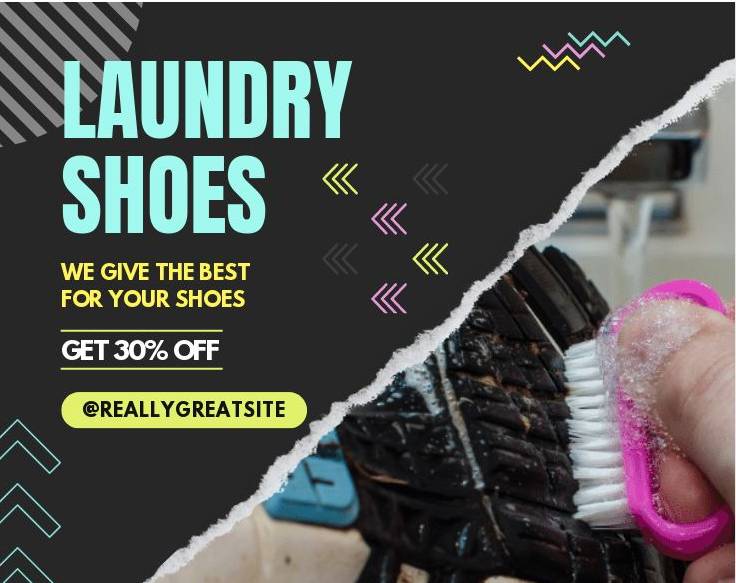 LAUNDRY
SHOES
WE GIVE THE BEST
FOR YOUR SHOES
GET 30% OFF
@REALLYGREATSITE